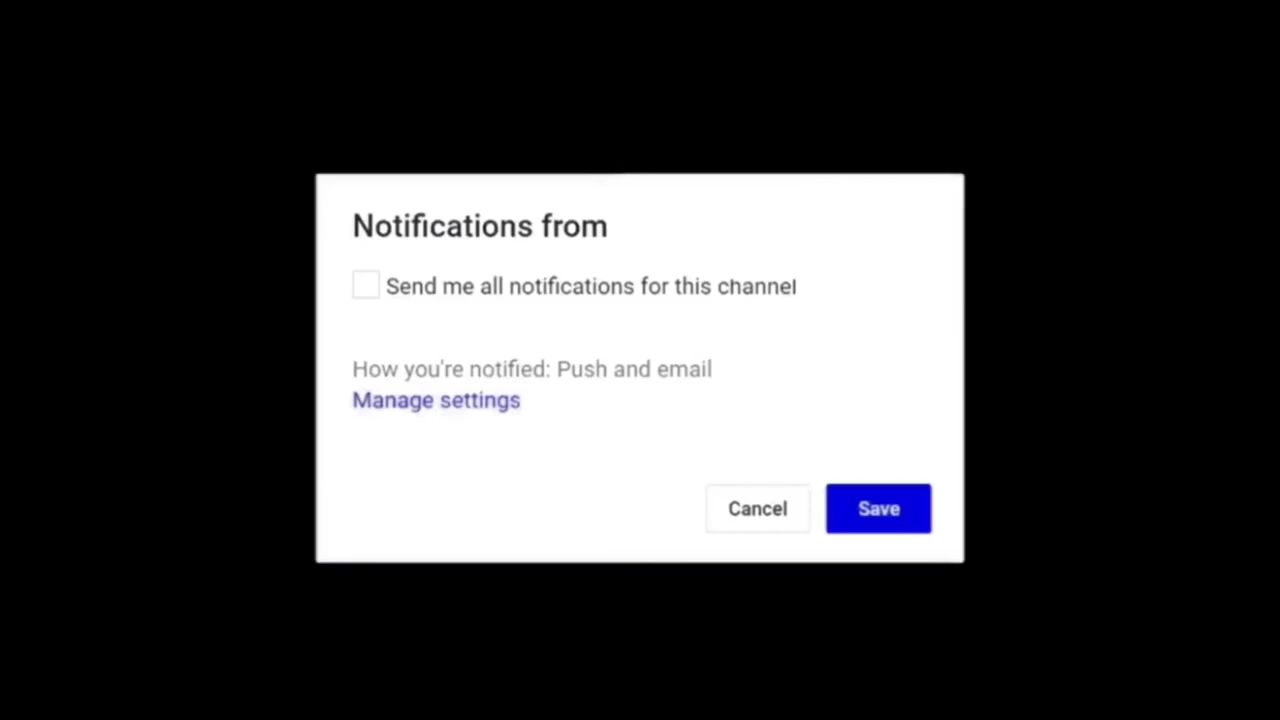 Notifications from
Send me all notifications for this channel
How you're notified: Push and email
Manage settings
Cancel Save